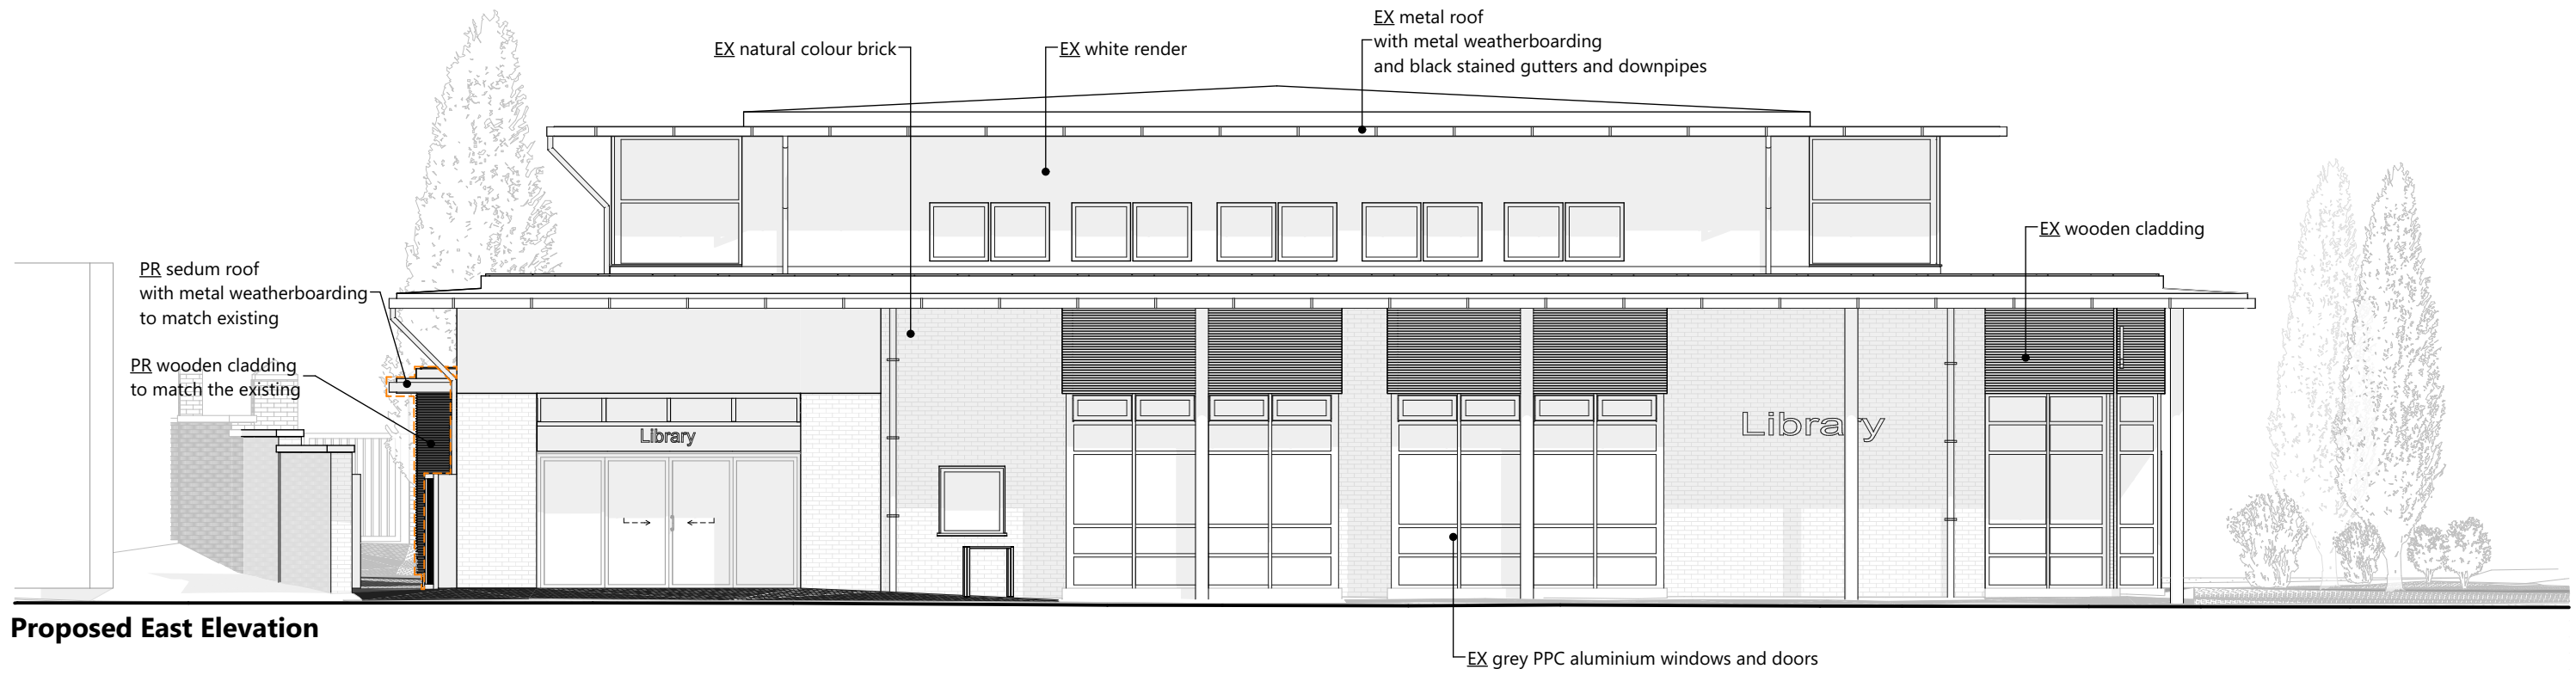 EX metal roof
with metal weatherboarding
and black stained gutters and downpipes
EX natural colour brick
EX white render
EX wooden cladding
PR sedum roof
with metal weatherboarding
to match existing
PR wooden cladding
to match the existing
Library
Library
Proposed East Elevation
EX grey PPC aluminium windows and doors